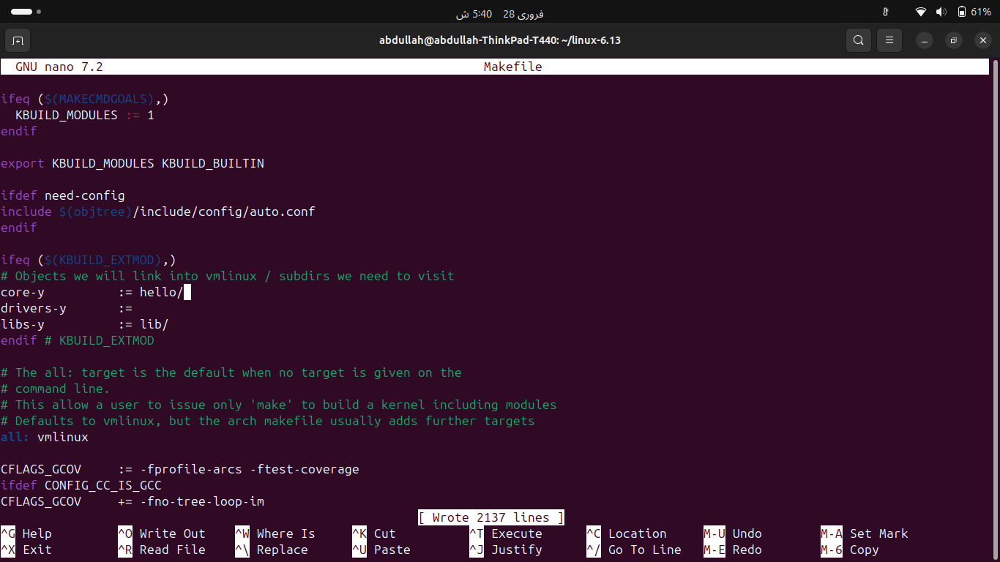 فروری 28   5:40 ش
61%
abdullah@abdullah-ThinkPad-T440: ~/linux-6.13
GNU nano 7.2                    Makefile
ifeq ($(MAKECMDGOALS),)
  KBUILD_MODULES := 1
endif
export KBUILD_MODULES KBUILD_BUILTIN
ifdef need-config
include $(objtree)/include/config/auto.conf
endif
ifeq ($(KBUILD_EXTMOD),)
# Objects we will link into vmlinux / subdirs we need to visit
core-y          := hello/
drivers-y       :=
libs-y          := lib/
endif # KBUILD_EXTMOD
# The all: target is the default when no target is given on the
# command line.
# This allow a user to issue only 'make' to build a kernel including modules
# Defaults to vmlinux, but the arch makefile usually adds further targets
all: vmlinux
CFLAGS_GCOV     := -fprofile-arcs -ftest-coverage
ifdef CONFIG_CC_IS_GCC
CFLAGS_GCOV     += -fno-tree-loop-im
[ Wrote 2137 lines ]
^G Help         ^O Write Out    ^W Where Is     ^K Cut          ^T Execute      ^C Location     M-U Undo        M-A Set Mark
^X Exit         ^R Read File    ^\ Replace      ^U Paste        ^J Justify      ^/ Go To Line   M-E Redo        M-6 Copy